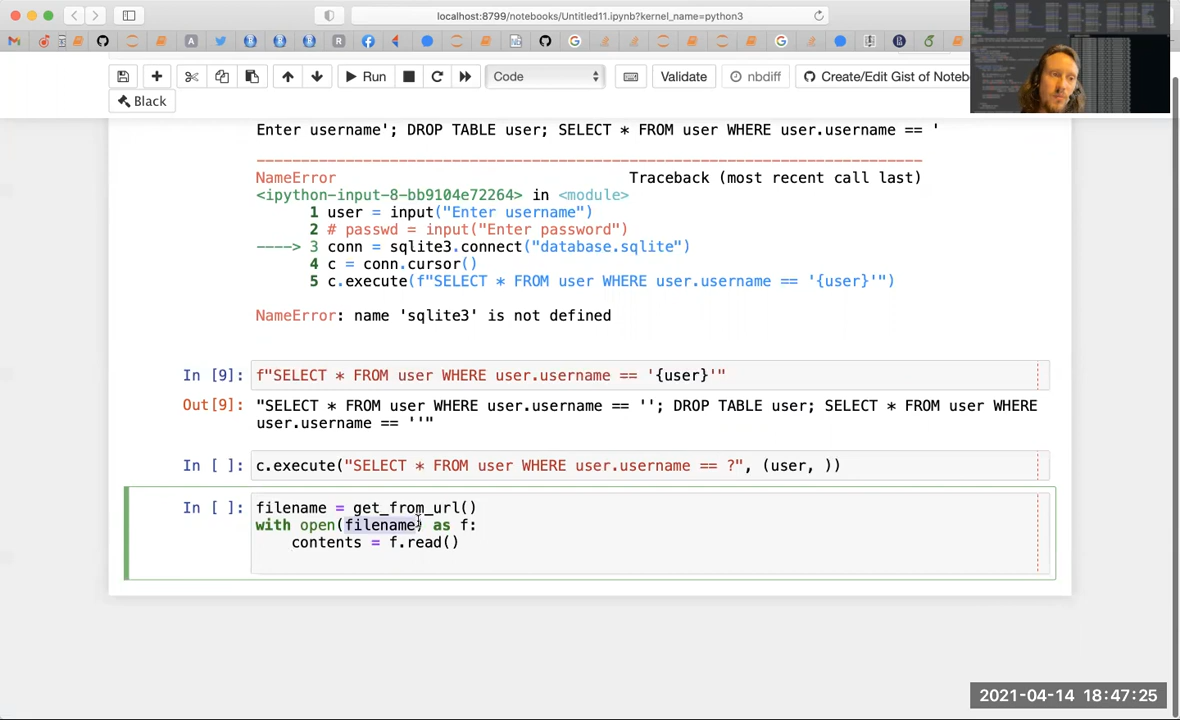 localhost:8799/notebooks/Untitled11.ipynb?kernel_name=python3
Run
Code
Validate
nbdiff
Create/Edit Gist of Noteb
Black
Enter username'; DROP TABLE user; SELECT * FROM user WHERE user.username == '
---------------------------------------------------------------------------
NameError Traceback (most recent call last)
<ipython-input-8-bb9104e72264> in <module>
1 user = input("Enter username")
2 # passwd = input("Enter password")
----> 3 conn = sqlite3.connect("database.sqlite")
4 c = conn.cursor()
5 c.execute(f"SELECT * FROM user WHERE user.username == '{user}'")
NameError: name 'sqlite3' is not defined
In [9]: f"SELECT * FROM user WHERE user.username == '{user}'"
Out[9]: "SELECT * FROM user WHERE user.username == ''; DROP TABLE user; SELECT * FROM user WHERE
user.username == ''"
In [ ]: c.execute("SELECT * FROM user WHERE user.username == ?", (user, ))
In [ ]: filename = get_from_url()
with open(filename) as f:
contents = f.read()
2021-04-14 18:47:25